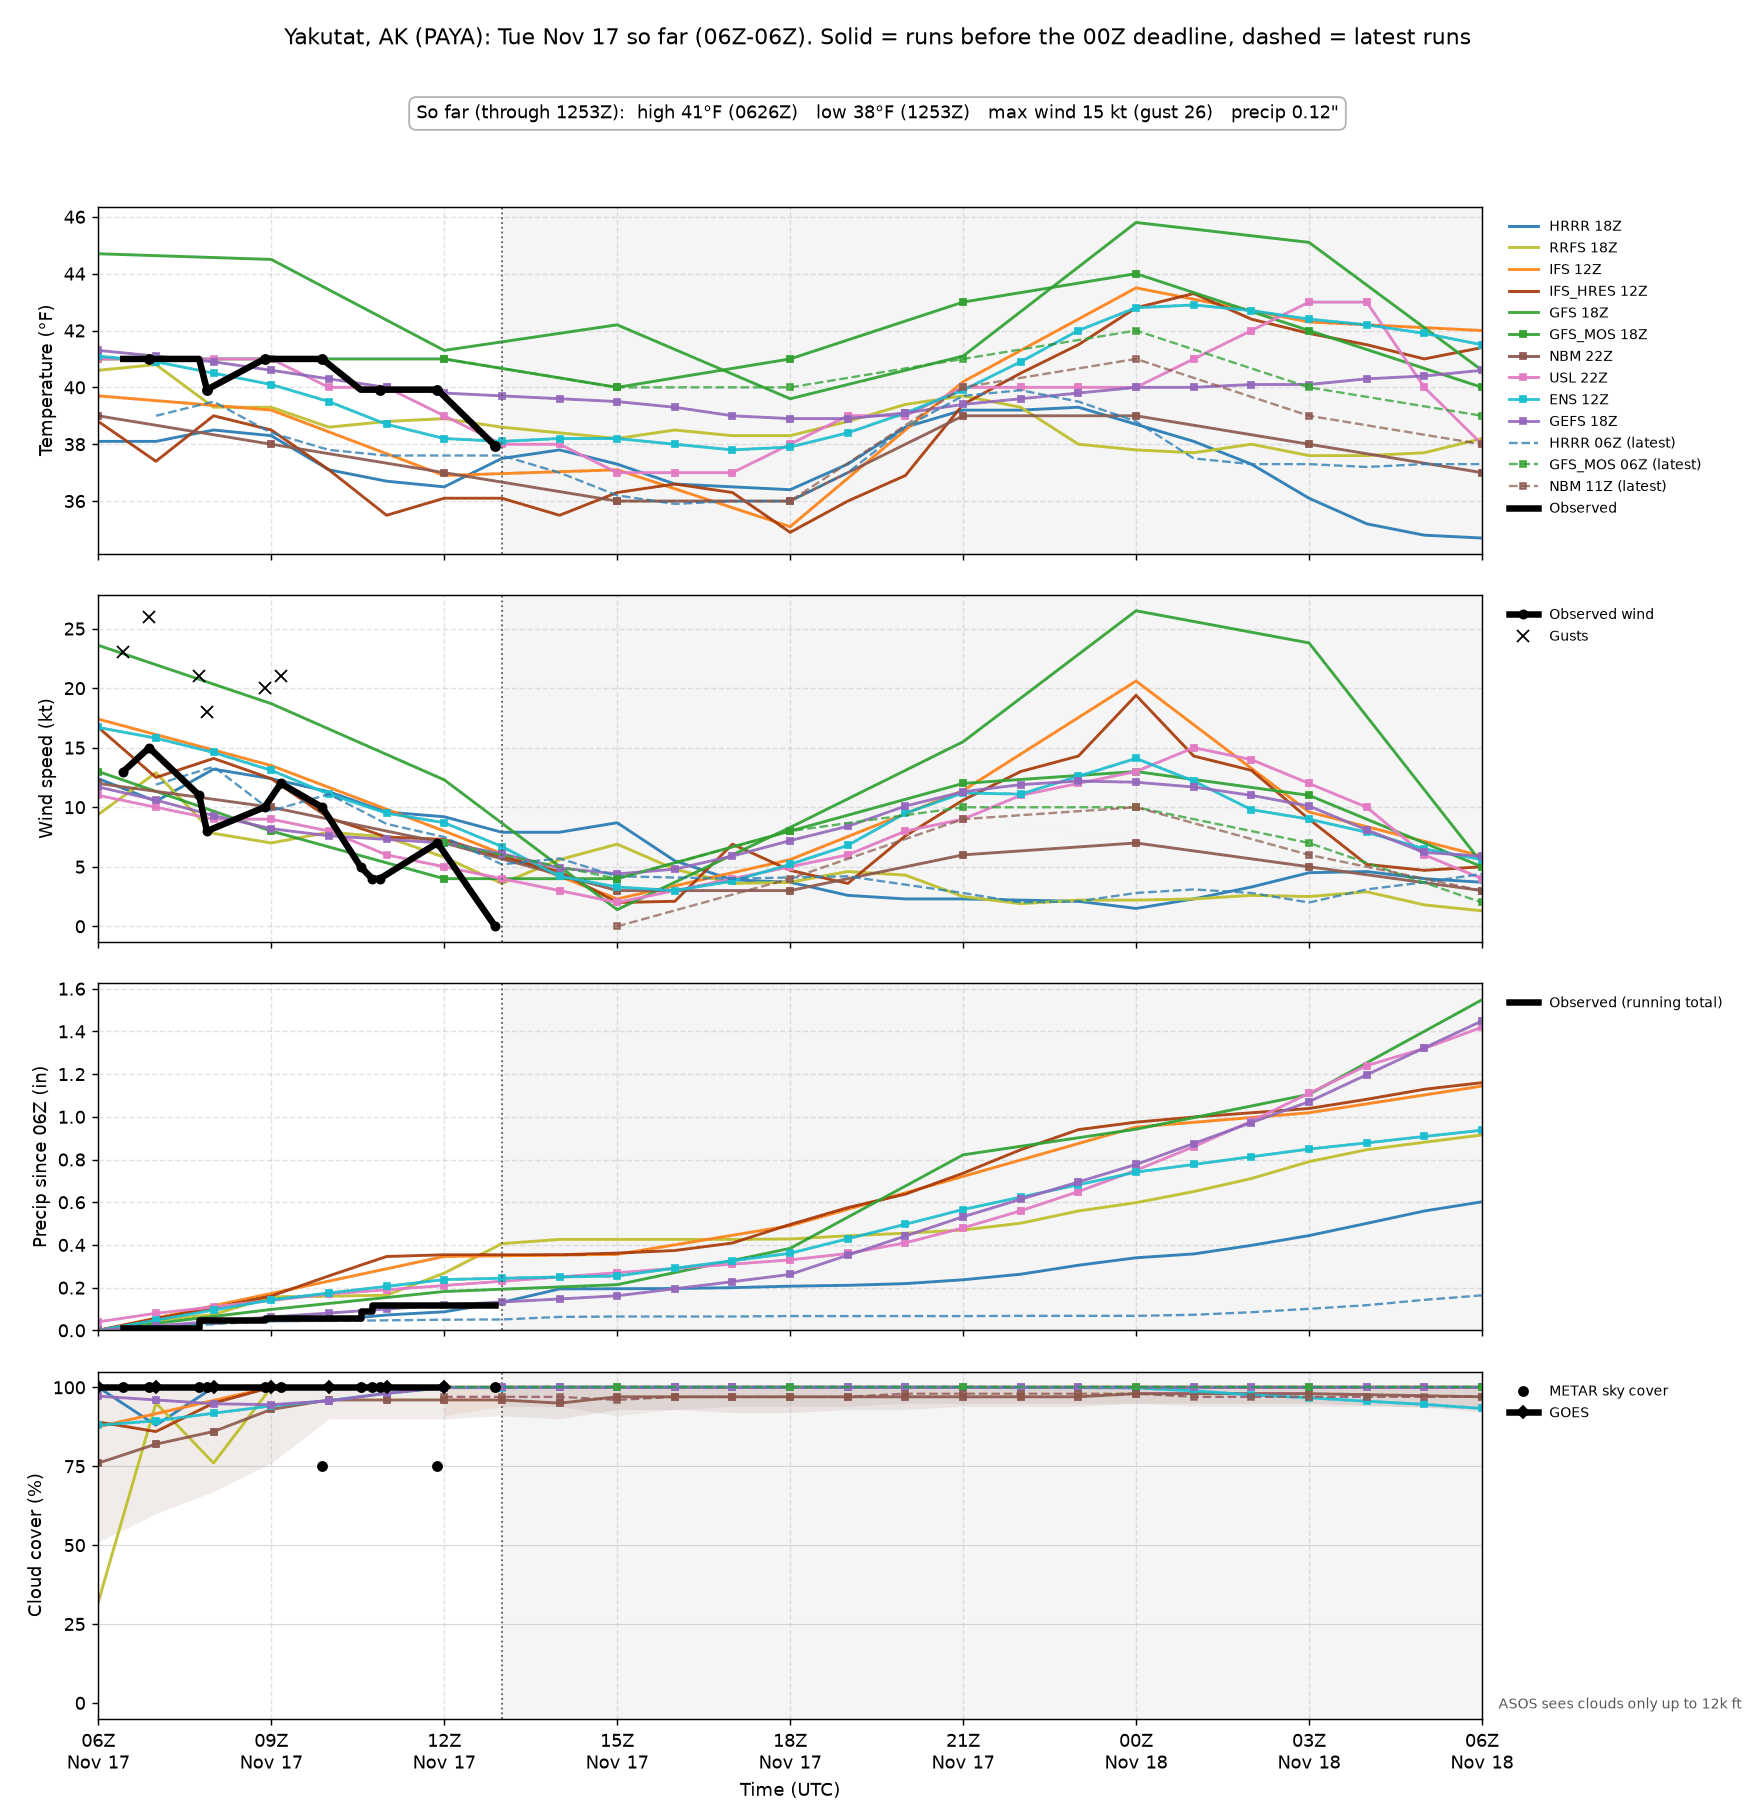 Yakutat, AK (PAYA): Tue Nov 17 so far (06Z-06Z). Solid = runs before the 00Z deadline, dashed = latest runs
So far (through 1253Z):  high 41°F (0626Z)   low 38°F (1253Z)   max wind 15 kt (gust 26)   precip 0.12"
Temperature (°F)
46
44
42
40
38
36
HRRR 18Z
RRFS 18Z
IFS 12Z
IFS_HRES 12Z
GFS 18Z
GFS_MOS 18Z
NBM 22Z
USL 22Z
ENS 12Z
GEFS 18Z
HRRR 06Z (latest)
GFS_MOS 06Z (latest)
NBM 11Z (latest)
Observed
Wind speed (kt)
25
20
15
10
5
0
Observed wind
Gusts
Precip since 06Z (in)
1.6
1.4
1.2
1.0
0.8
0.6
0.4
0.2
0.0
Observed (running total)
Cloud cover (%)
100
75
50
25
0
METAR sky cover
GOES
ASOS sees clouds only up to 12k ft
06Z 09Z 12Z 15Z 18Z 21Z 00Z 03Z 06Z
Nov 17 Nov 17 Nov 17 Nov 17 Nov 17 Nov 17 Nov 18 Nov 18 Nov 18
Time (UTC)